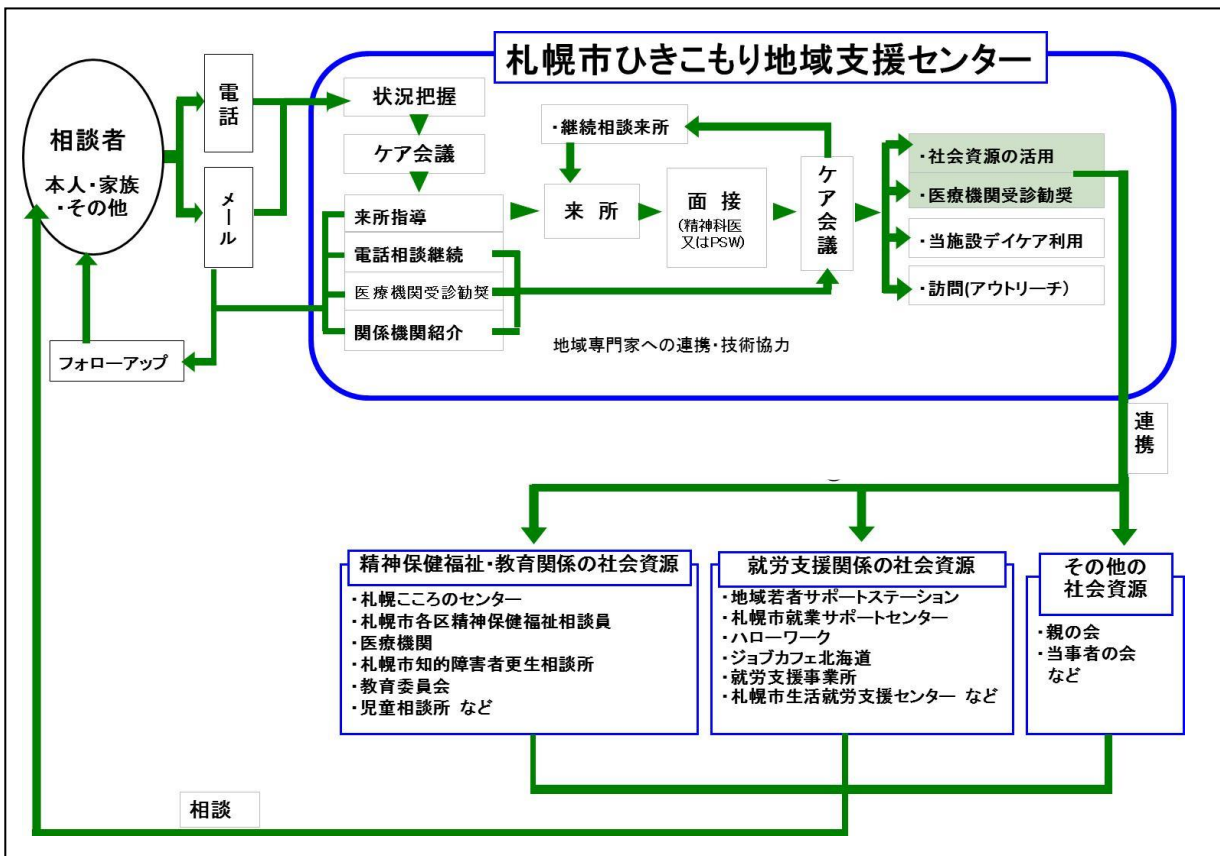 札幌市ひきこもり地域支援センター
相談者
本人・家族
・その他
電話
メール
フォローアップ
状況把握
ケア会議
来所指導
電話相談継続
医療機関受診勧奨
関係機関紹介
・継続相談来所
来 所
面 接
(精神科医
又はPSW)
ケア会議
・社会資源の活用
・医療機関受診勧奨
・当施設デイケア利用
・訪問(アウトリーチ)
地域専門家への連携・技術協力
連携
精神保健福祉・教育関係の社会資源
・札幌こころのセンター
・札幌市各区精神保健福祉相談員
・医療機関
・札幌市知的障害者更生相談所
・教育委員会
・児童相談所 など
就労支援関係の社会資源
・地域若者サポートステーション
・札幌市就業サポートセンター
・ハローワーク
・ジョブカフェ北海道
・就労支援事業所
・札幌市生活就労支援センター など
その他の
社会資源
・親の会
・当事者の会
など
相談